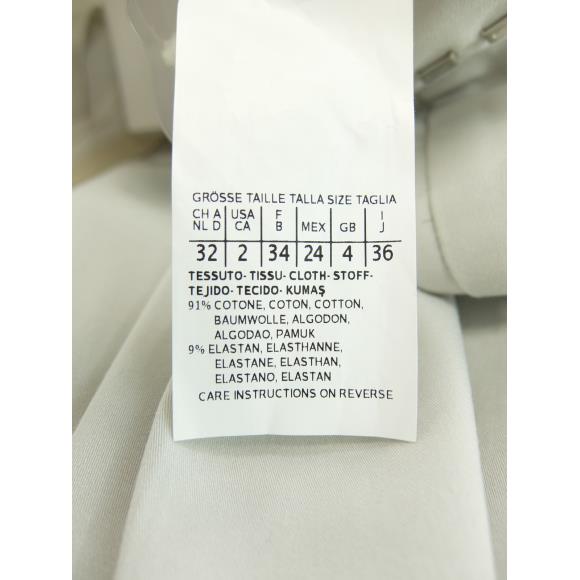 GRÖSSE TAILLE TALLA SIZE TAGLIA
CH A USA F I
NL D CA B MEX GB J
32 2 34 24 4 36
TESSUTO- TISSU- CLOTH- STOFF-
TEJIDO- TECIDO- KUMAŞ
91% COTONE, COTON, COTTON,
BAUMWOLLE, ALGODON,
ALGODAO, PAMUK
9% ELASTAN, ELASTHANNE,
ELASTANE, ELASTHAN,
ELASTANO, ELASTAN
CARE INSTRUCTIONS ON REVERSE